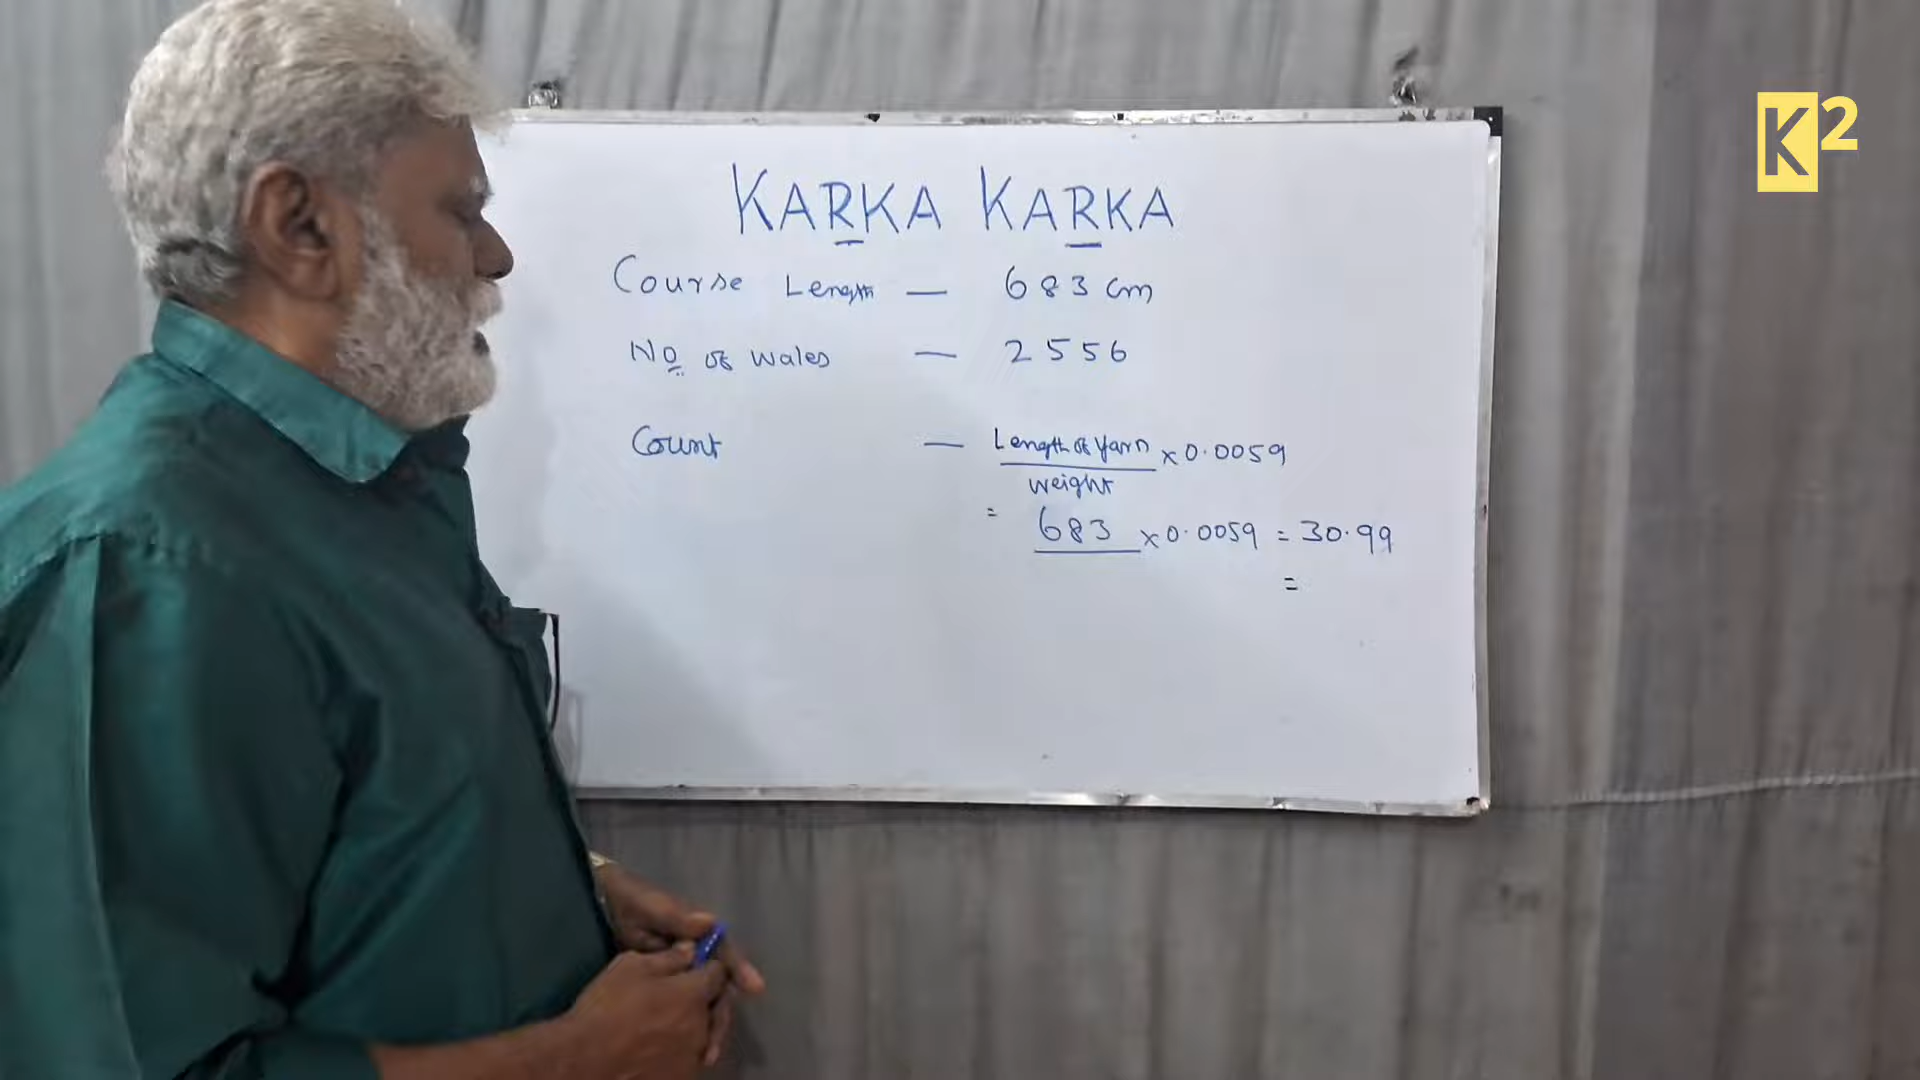 K2
KARKA KARKA
Course Length — 683 cm
No of Wales — 2556
Count — Length of Yarn / weight x 0.0059
= 683 x 0.0059 = 30.99
=